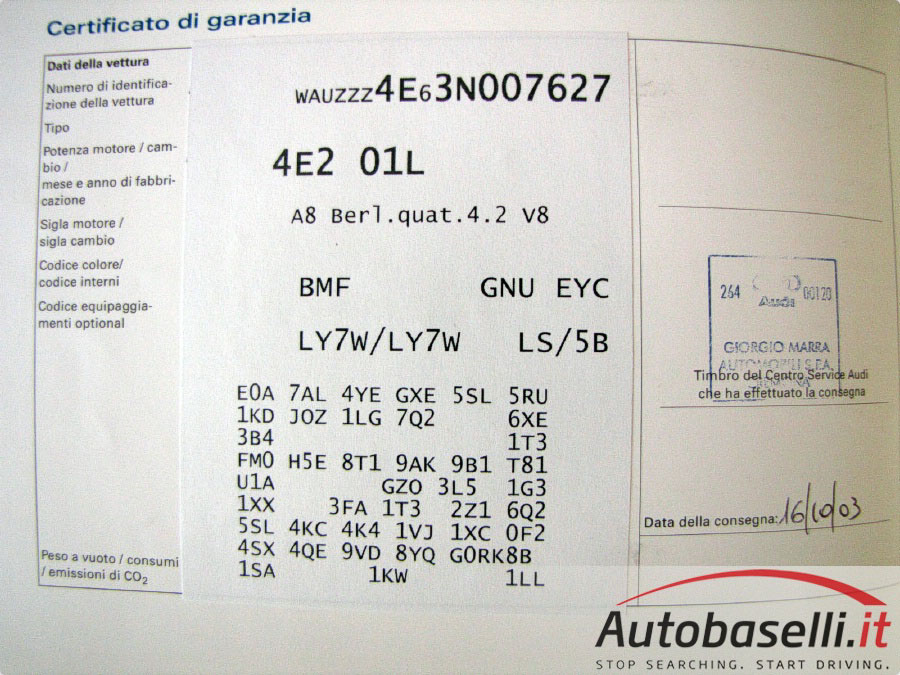 Certificato di garanzia
Dati della vettura
Numero di identifica-
zione della vettura
Tipo
Potenza motore / cam-
bio /
mese e anno di fabbri-
cazione
Sigla motore /
sigla cambio
Codice colore/
codice interni
Codice equipaggia-
menti optional
Peso a vuoto / consumi
/ emissioni di CO2
WAUZZZ4E63N007627
4E2 01L
A8 Berl.quat.4.2 V8
BMF GNU EYC
LY7W/LY7W LS/5B
E0A 7AL 4YE GXE 5SL 5RU
1KD J0Z 1LG 7Q2 6XE
3B4 1T3
FM0 H5E 8T1 9AK 9B1 T81
U1A GZ0 3L5 1G3
1XX 3FA 1T3 2Z1 6Q2
5SL 4KC 4K4 1VJ 1XC 0F2
4SX 4QE 9VD 8YQ G0RK8B
1SA 1KW 1LL
264 00120
Audi
GIORGIO MARRA
AUTOMOBILI S.P.A.
Timbro del Centro Service Audi
che ha effettuato la consegna
Data della consegna: 16/10/03
Autobaselli.it
STOP SEARCHING. START DRIVING.